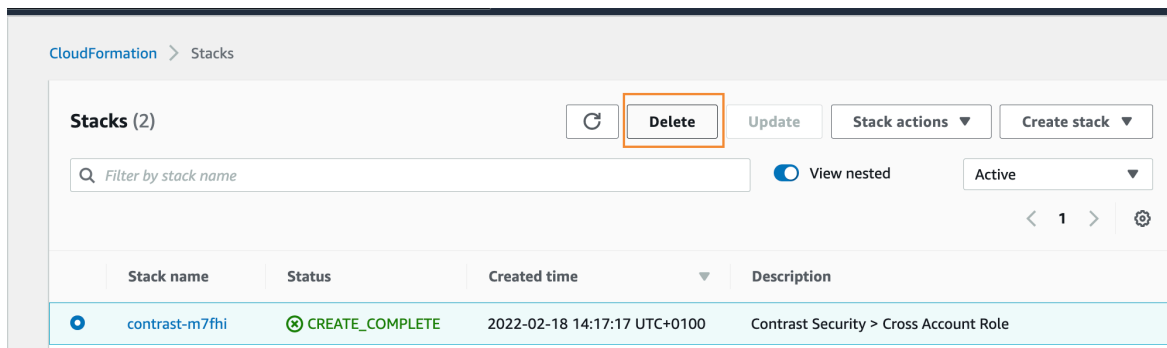 CloudFormation > Stacks
Stacks (2)
Delete
Update
Stack actions
Create stack
Filter by stack name
View nested
Active
1
Stack name
Status
Created time
Description
contrast-m7fhi
CREATE_COMPLETE
2022-02-18 14:17:17 UTC+0100
Contrast Security > Cross Account Role